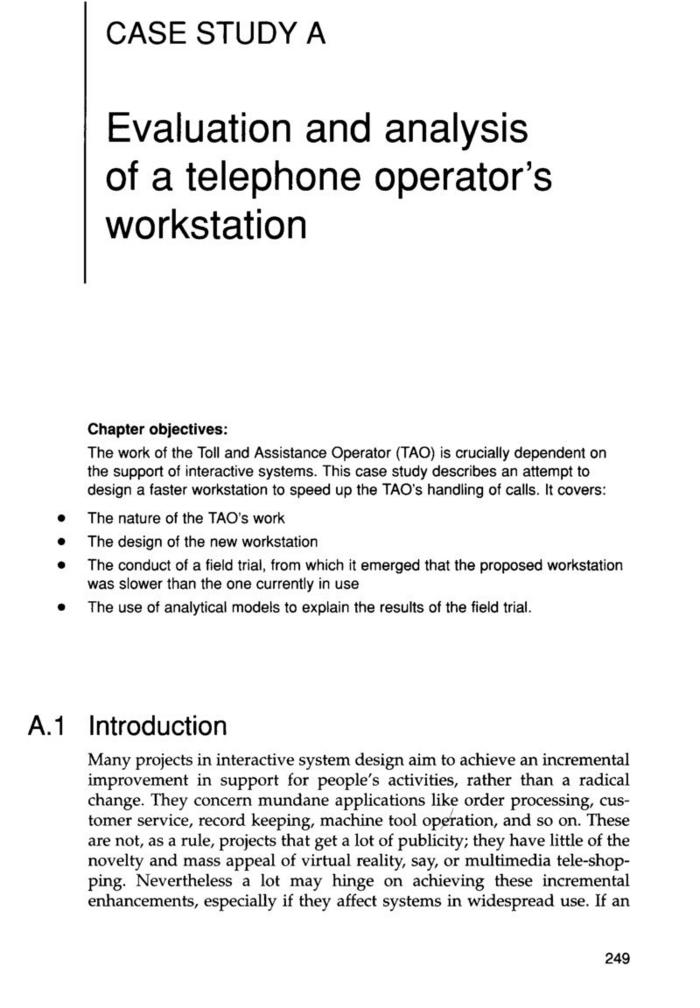 CASE STUDY A
Evaluation and analysis
of a telephone operator's
workstation
Chapter objectives:
The work of the Toll and Assistance Operator (TAO) is crucially dependent on
the support of interactive systems. This case study describes an attempt to
design a faster workstation to speed up the TAO's handling of calls. It covers:
• The nature of the TAO's work
• The design of the new workstation
• The conduct of a field trial, from which it emerged that the proposed workstation
was slower than the one currently in use
• The use of analytical models to explain the results of the field trial.
A.1 Introduction
Many projects in interactive system design aim to achieve an incremental
improvement in support for people's activities, rather than a radical
change. They concern mundane applications like order processing, cus-
tomer service, record keeping, machine tool operation, and so on. These
are not, as a rule, projects that get a lot of publicity; they have little of the
novelty and mass appeal of virtual reality, say, or multimedia tele-shop-
ping. Nevertheless a lot may hinge on achieving these incremental
enhancements, especially if they affect systems in widespread use. If an
249